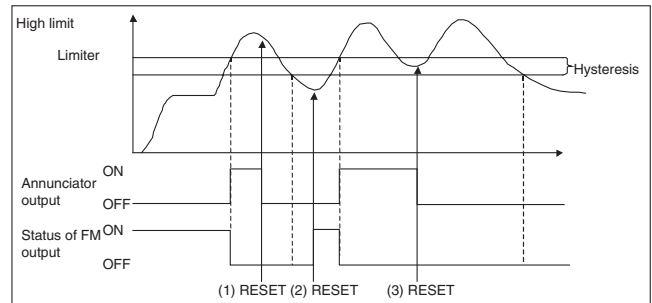 High limit
Limiter
Hysteresis
ON
Annunciator
output
OFF
Status of FM
output
ON
OFF
(1) RESET (2) RESET (3) RESET